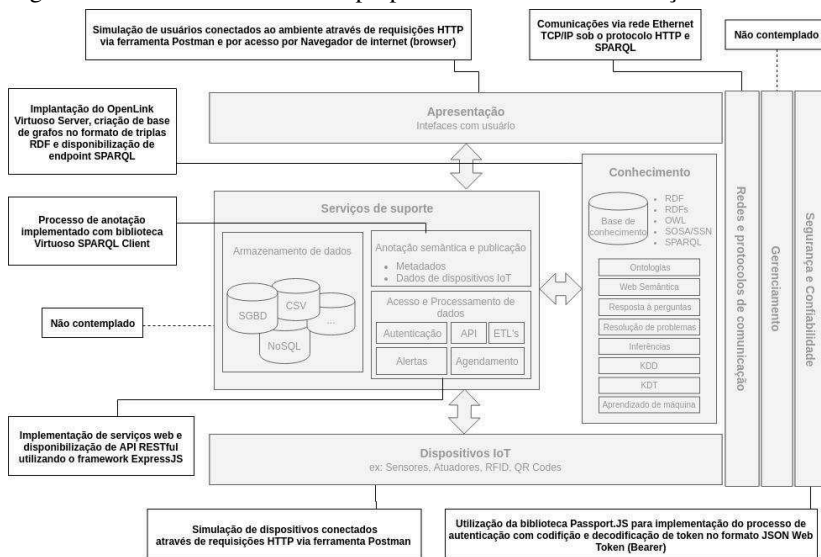 Simulação de usuários conectados ao ambiente através de requisições HTTP
via ferramenta Postman e por acesso por Navegador de internet (browser)
Comunicações via rede Ethernet
TCP/IP sob o protocolo HTTP e
SPARQL
Não contemplado
Implantação do OpenLink
Virtuoso Server, criação de base
de grafos no formato de triplas
RDF e disponibilização de
endpoint SPARQL
Apresentação
Intefaces com usuário
Processo de anotação
implementado com biblioteca
Virtuoso SPARQL Client
Serviços de suporte
Armazenamento de dados
SGBD
CSV
...
NoSQL
Anotação semântica e publicação
• Metadados
• Dados de dispositivos IoT
Acesso e Processamento de
dados
Autenticação
API
ETL's
Alertas
Agendamento
Conhecimento
Base de
conhecimento
• RDF
• RDFs
• OWL
• SOSA/SSN
• SPARQL
Ontologias
Web Semântica
Resposta à perguntas
Resolução de problemas
Inferências
KDD
KDT
Aprendizado de máquina
Redes e protocolos de comunicação
Gerenciamento
Segurança e Confiabilidade
Não contemplado
Implementação de serviços web e
disponibilização de API RESTful
utilizando o framework ExpressJS
Dispositivos IoT
ex: Sensores, Atuadores, RFID, QR Codes
Simulação de dispositivos conectados
através de requisições HTTP via ferramenta Postman
Utilização da biblioteca Passport.JS para implementação do processo de
autenticação com codifição e decodificação de token no formato JSON Web
Token (Bearer)